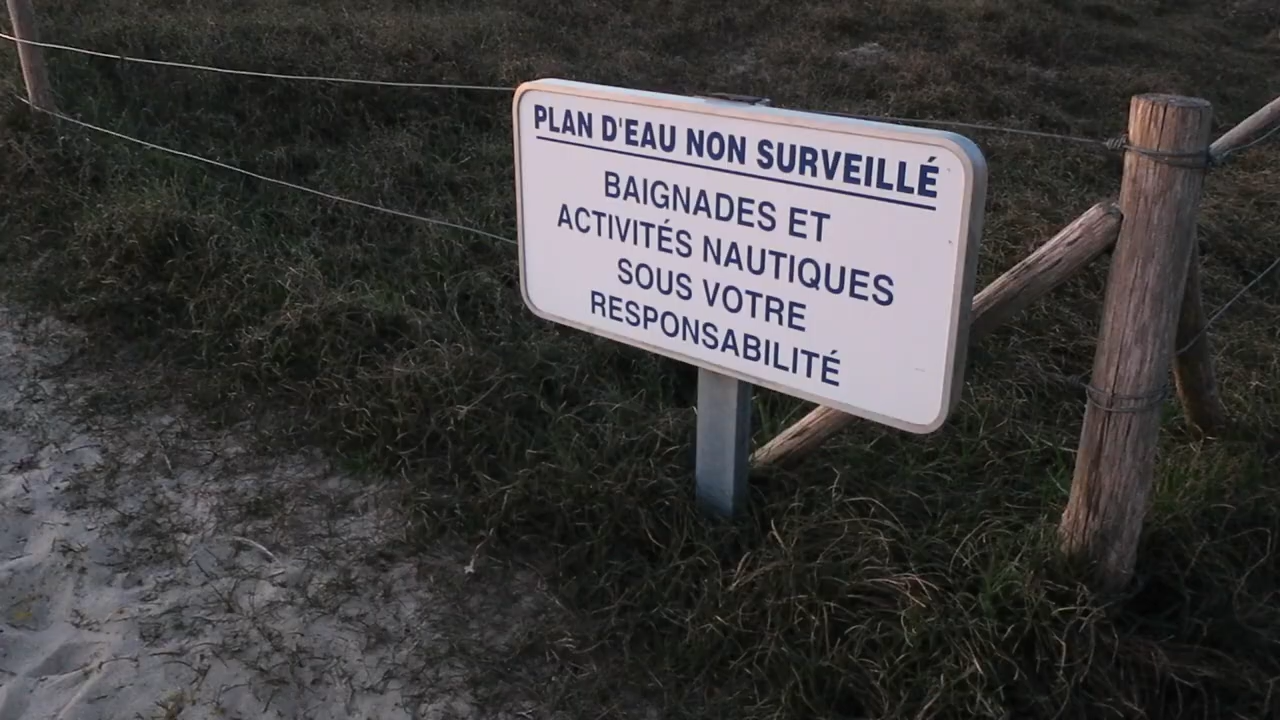 PLAN D'EAU NON SURVEILLÉ
BAIGNADES ET
ACTIVITÉS NAUTIQUES
SOUS VOTRE
RESPONSABILITÉ